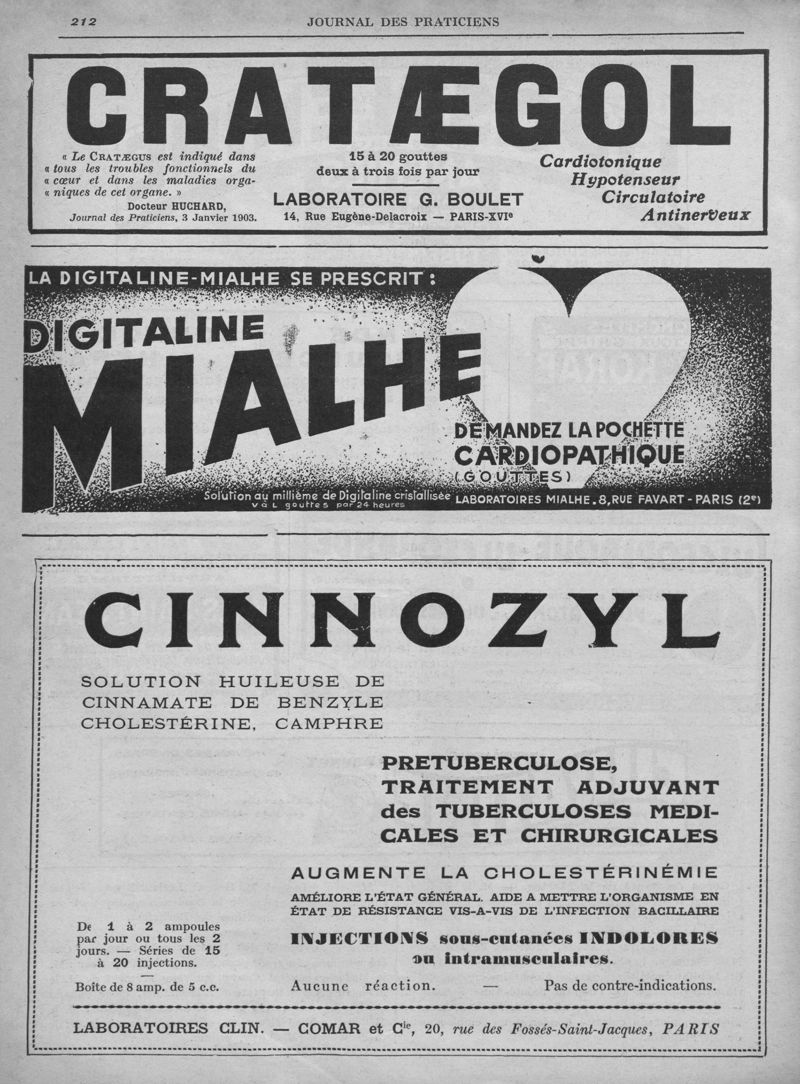 212
JOURNAL DES PRATICIENS
CRATÆGOL
« Le CRATÆGUS est indiqué dans
« tous les troubles fonctionnels du
« cœur et dans les maladies orga-
« niques de cet organe. »
Docteur HUCHARD,
Journal des Praticiens, 3 Janvier 1903.
15 à 20 gouttes
deux à trois fois par jour
LABORATOIRE G. BOULET
14, Rue Eugène-Delacroix — PARIS-XVIe
Cardiotonique
Hypotenseur
Circulatoire
Antinerveux
LA DIGITALINE-MIALHE SE PRESCRIT :
DIGITALINE
MIALHE
DEMANDEZ LA POCHETTE
CARDIOPATHIQUE
(GOUTTES)
Solution au millième de Digitaline cristallisée
V à L gouttes par 24 heures
LABORATOIRES MIALHE. 8, RUE FAVART - PARIS (2e)
CINNOZYL
SOLUTION HUILEUSE DE
CINNAMATE DE BENZYLE
CHOLESTÉRINE, CAMPHRE
PRETUBERCULOSE,
TRAITEMENT ADJUVANT
des TUBERCULOSES MEDI-
CALES ET CHIRURGICALES
AUGMENTE LA CHOLESTÉRINÉMIE
AMÉLIORE L'ÉTAT GÉNÉRAL. AIDE A METTRE L'ORGANISME EN
ÉTAT DE RÉSISTANCE VIS-A-VIS DE L'INFECTION BACILLAIRE
De 1 à 2 ampoules
par jour ou tous les 2
jours. — Séries de 15
à 20 injections.
Boîte de 8 amp. de 5 c.c.
INJECTIONS sous-cutanées INDOLORES
ou intramusculaires.
Aucune réaction. — Pas de contre-indications.
LABORATOIRES CLIN. — COMAR et Cie, 20, rue des Fossés-Saint-Jacques, PARIS